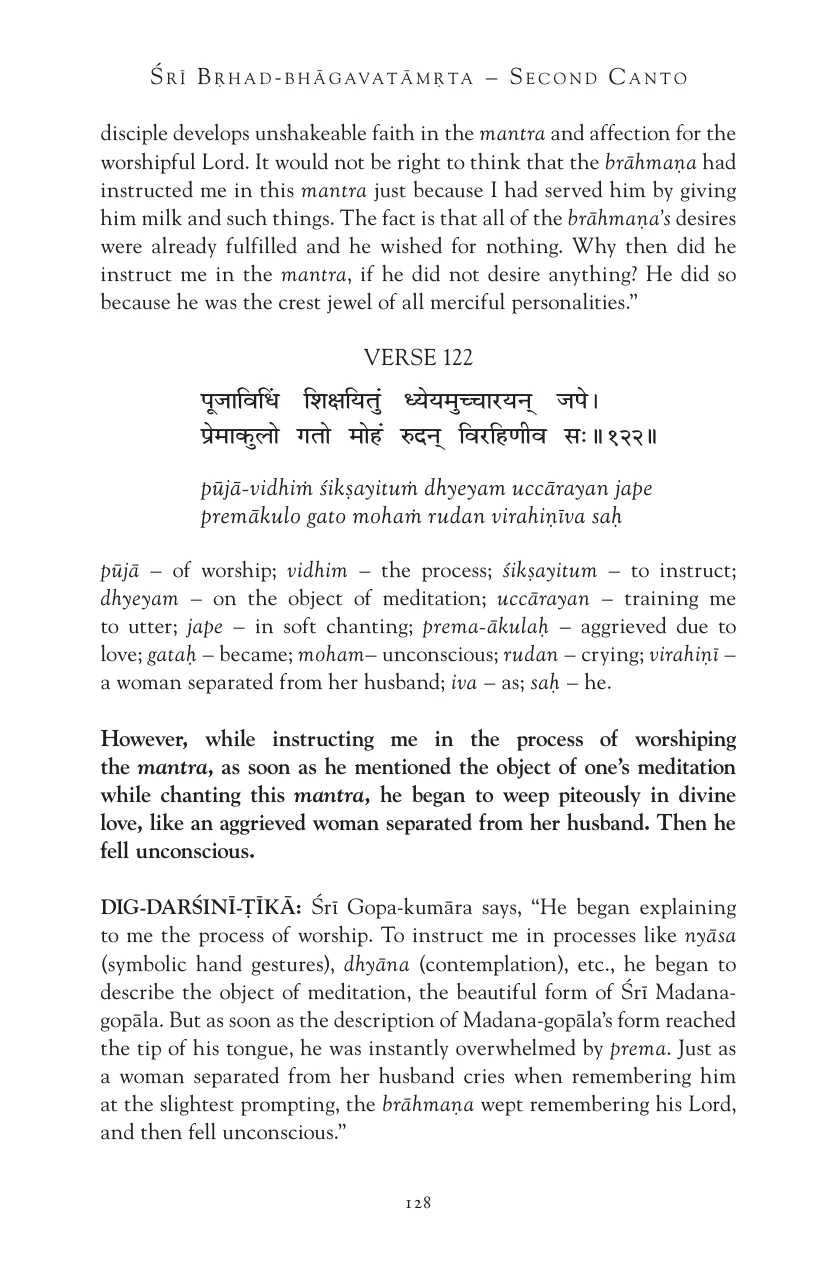 Śrī Bṛhad-bhāgavatāmṛta – Second Canto
disciple develops unshakeable faith in the mantra and affection for the
worshipful Lord. It would not be right to think that the brāhmaṇa had
instructed me in this mantra just because I had served him by giving
him milk and such things. The fact is that all of the brāhmaṇa's desires
were already fulfilled and he wished for nothing. Why then did he
instruct me in the mantra, if he did not desire anything? He did so
because he was the crest jewel of all merciful personalities.”
VERSE 122
पूजाविधिं शिक्षयितुं ध्येयमुच्चारयन् जपे।
प्रेमाकुलो गतो मोहं रुदन् विरहिणीव सः॥१२२॥
pūjā-vidhiṁ śikṣayituṁ dhyeyam uccārayan jape
premākulo gato mohaṁ rudan virahiṇīva saḥ
pūjā – of worship; vidhim – the process; śikṣayitum – to instruct;
dhyeyam – on the object of meditation; uccārayan – training me
to utter; jape – in soft chanting; prema-ākulaḥ – aggrieved due to
love; gataḥ – became; moham– unconscious; rudan – crying; virahiṇī –
a woman separated from her husband; iva – as; saḥ – he.
However, while instructing me in the process of worshiping
the mantra, as soon as he mentioned the object of one's meditation
while chanting this mantra, he began to weep piteously in divine
love, like an aggrieved woman separated from her husband. Then he
fell unconscious.
DIG-DARŚINĪ-ṬĪKĀ: Śrī Gopa-kumāra says, “He began explaining
to me the process of worship. To instruct me in processes like nyāsa
(symbolic hand gestures), dhyāna (contemplation), etc., he began to
describe the object of meditation, the beautiful form of Śrī Madana-
gopāla. But as soon as the description of Madana-gopāla's form reached
the tip of his tongue, he was instantly overwhelmed by prema. Just as
a woman separated from her husband cries when remembering him
at the slightest prompting, the brāhmaṇa wept remembering his Lord,
and then fell unconscious.”
128